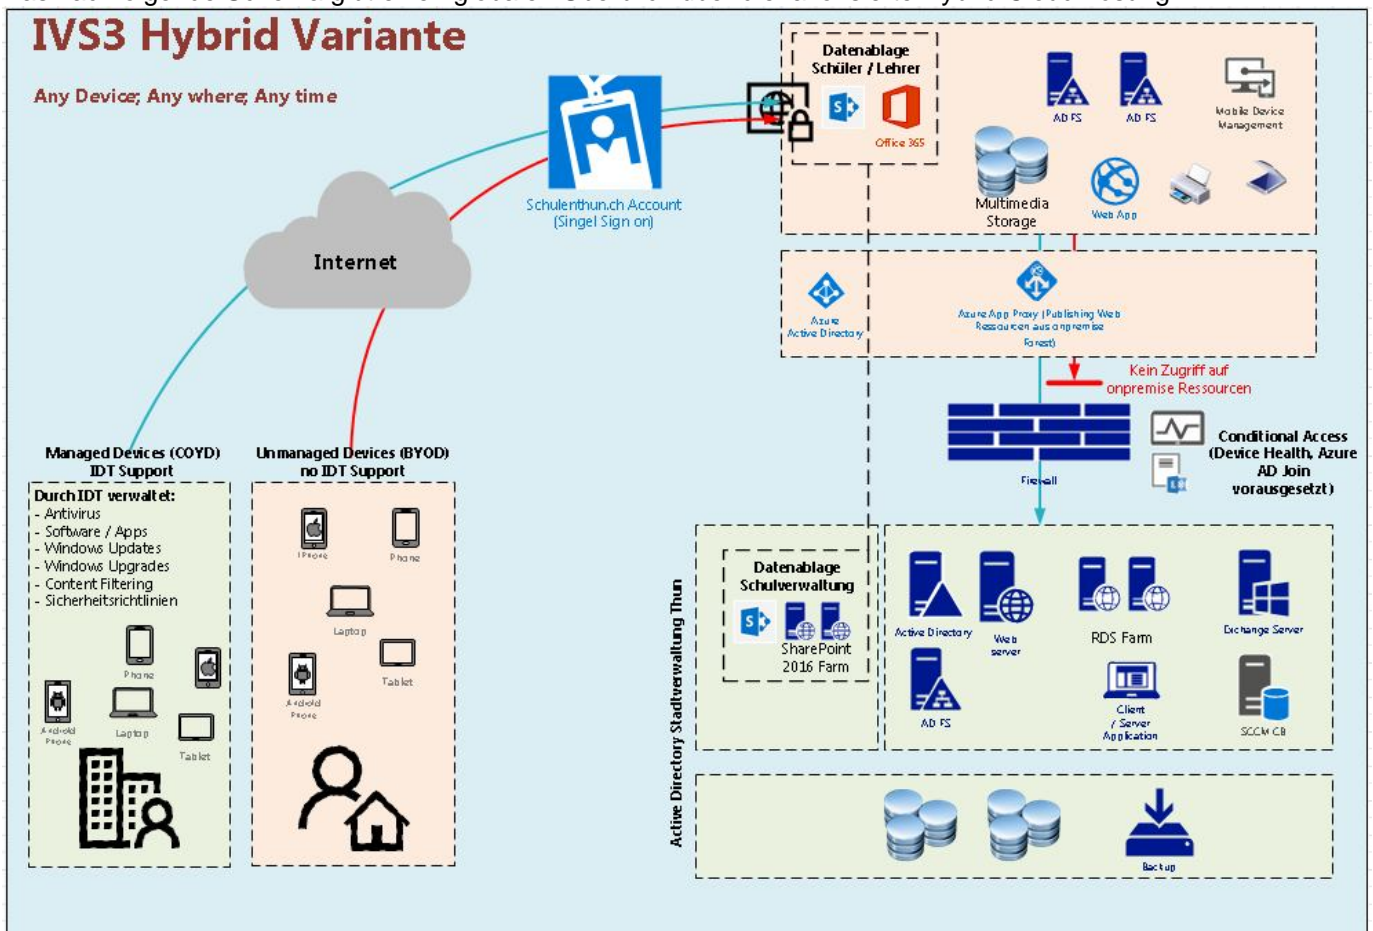 IVS3 Hybrid Variante
Any Device; Any where; Any time
Internet
Schulenthun.ch Account
(Singel Sign on)
Datenablage
Schüler / Lehrer
Office 365
AD FS
AD FS
Mobile Device
Management
Multimedia
Storage
Web App
Azure
Active Directory
Azure App Proxy (Publishing Web
Ressourcen aus onpremise
Forest)
Kein Zugriff auf
onpremise Ressourcen
Firewall
Conditional Access
(Device Health, Azure
AD Join
vorausgesetzt)
Managed Devices (COYD)
IDT Support
Durch IDT verwaltet:
- Antivirus
- Software / Apps
- Windows Updates
- Windows Upgrades
- Content Filtering
- Sicherheitsrichtlinien
Phone
Android
Phone
Laptop
Tablet
Unmanaged Devices (BYOD)
no IDT Support
iPhone
Phone
Laptop
Tablet
Android
Phone
Active Directory Stadtverwaltung Thun
Datenablage
Schulverwaltung
SharePoint
2016 Farm
Active Directory
Web
server
RDS Farm
Exchange Server
AD FS
Client
/ Server
Application
SCCM CB
Backup